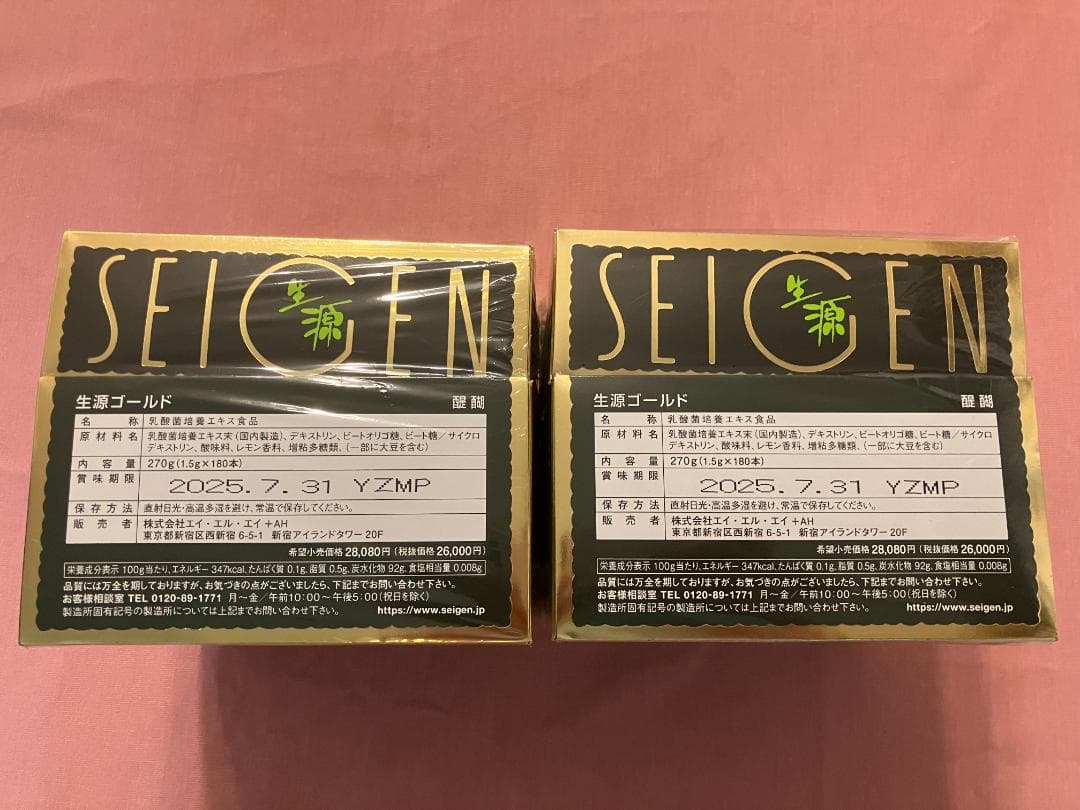 SEIGEN
生源
生源ゴールド 醍醐
名称 乳酸菌培養エキス食品
原材料名 乳酸菌培養エキス末(国内製造)、デキストリン、ビートオリゴ糖、ビート糖/サイクロ
デキストリン、酸味料、レモン香料、増粘多糖類、(一部に大豆を含む)
内容量 270g(1.5g×180本)
賞味期限 2025.7.31 YZMP
保存方法 直射日光・高温多湿を避け、常温で保存してください。
販売者 株式会社エイ・エル・エイ +AH
東京都新宿区西新宿 6-5-1 新宿アイランドタワー 20F
希望小売価格 28,080円(税抜価格 26,000円)
栄養成分表示 100g当たり、エネルギー 347kcal、たんぱく質 0.1g、脂質 0.5g、炭水化物 92g、食塩相当量 0.008g
品質には万全を期しておりますが、お気づきの点がございましたら、下記までお問い合わせ下さい。
お客様相談室 TEL 0120-89-1771 月〜金/午前10:00〜午後5:00(祝日を除く)
製造所固有記号の製造所については上記までお問い合わせ下さい。 https://www.seigen.jp
SEIGEN
生源
生源ゴールド 醍醐
名称 乳酸菌培養エキス食品
原材料名 乳酸菌培養エキス末(国内製造)、デキストリン、ビートオリゴ糖、ビート糖/サイクロ
デキストリン、酸味料、レモン香料、増粘多糖類、(一部に大豆を含む)
内容量 270g(1.5g×180本)
賞味期限 2025.7.31 YZMP
保存方法 直射日光・高温多湿を避け、常温で保存してください。
販売者 株式会社エイ・エル・エイ +AH
東京都新宿区西新宿 6-5-1 新宿アイランドタワー 20F
希望小売価格 28,080円(税抜価格 26,000円)
栄養成分表示 100g当たり、エネルギー 347kcal、たんぱく質 0.1g、脂質 0.5g、炭水化物 92g、食塩相当量 0.008g
品質には万全を期しておりますが、お気づきの点がございましたら、下記までお問い合わせ下さい。
お客様相談室 TEL 0120-89-1771 月〜金/午前10:00〜午後5:00(祝日を除く)
製造所固有記号の製造所については上記までお問い合わせ下さい。 https://www.seigen.jp